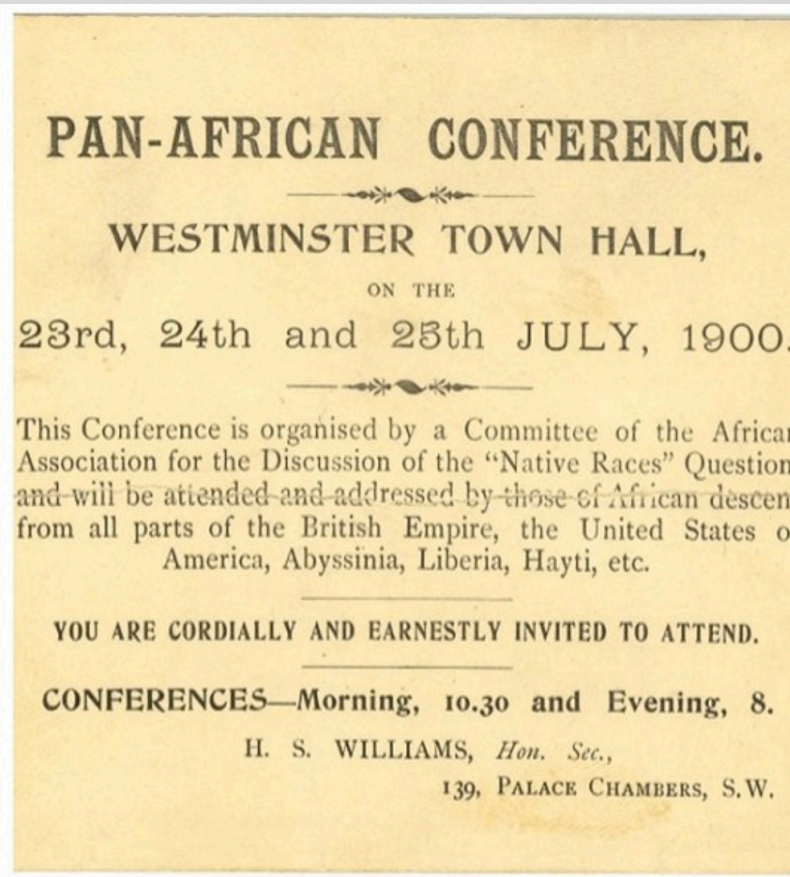 PAN-AFRICAN CONFERENCE.
WESTMINSTER TOWN HALL,
ON THE
23rd, 24th and 25th JULY, 1900.
This Conference is organised by a Committee of the Africa
Association for the Discussion of the “Native Races” Question
and will be attended and addressed by those of African descen
from all parts of the British Empire, the United States o
America, Abyssinia, Liberia, Hayti, etc.
YOU ARE CORDIALLY AND EARNESTLY INVITED TO ATTEND.
CONFERENCES—Morning, 10.30 and Evening, 8.
H. S. WILLIAMS, Hon. Sec.,
139, PALACE CHAMBERS, S.W.